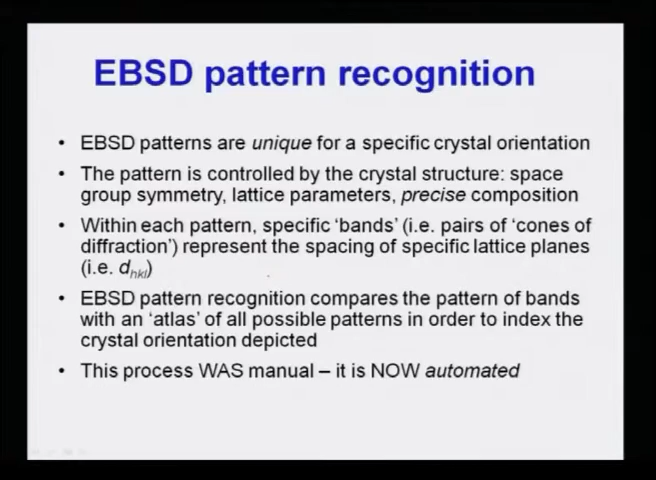 EBSD pattern recognition
• EBSD patterns are unique for a specific crystal orientation
• The pattern is controlled by the crystal structure: space
group symmetry, lattice parameters, precise composition
• Within each pattern, specific 'bands' (i.e. pairs of 'cones of
diffraction') represent the spacing of specific lattice planes
(i.e. dhkl)
• EBSD pattern recognition compares the pattern of bands
with an 'atlas' of all possible patterns in order to index the
crystal orientation depicted
• This process WAS manual – it is NOW automated